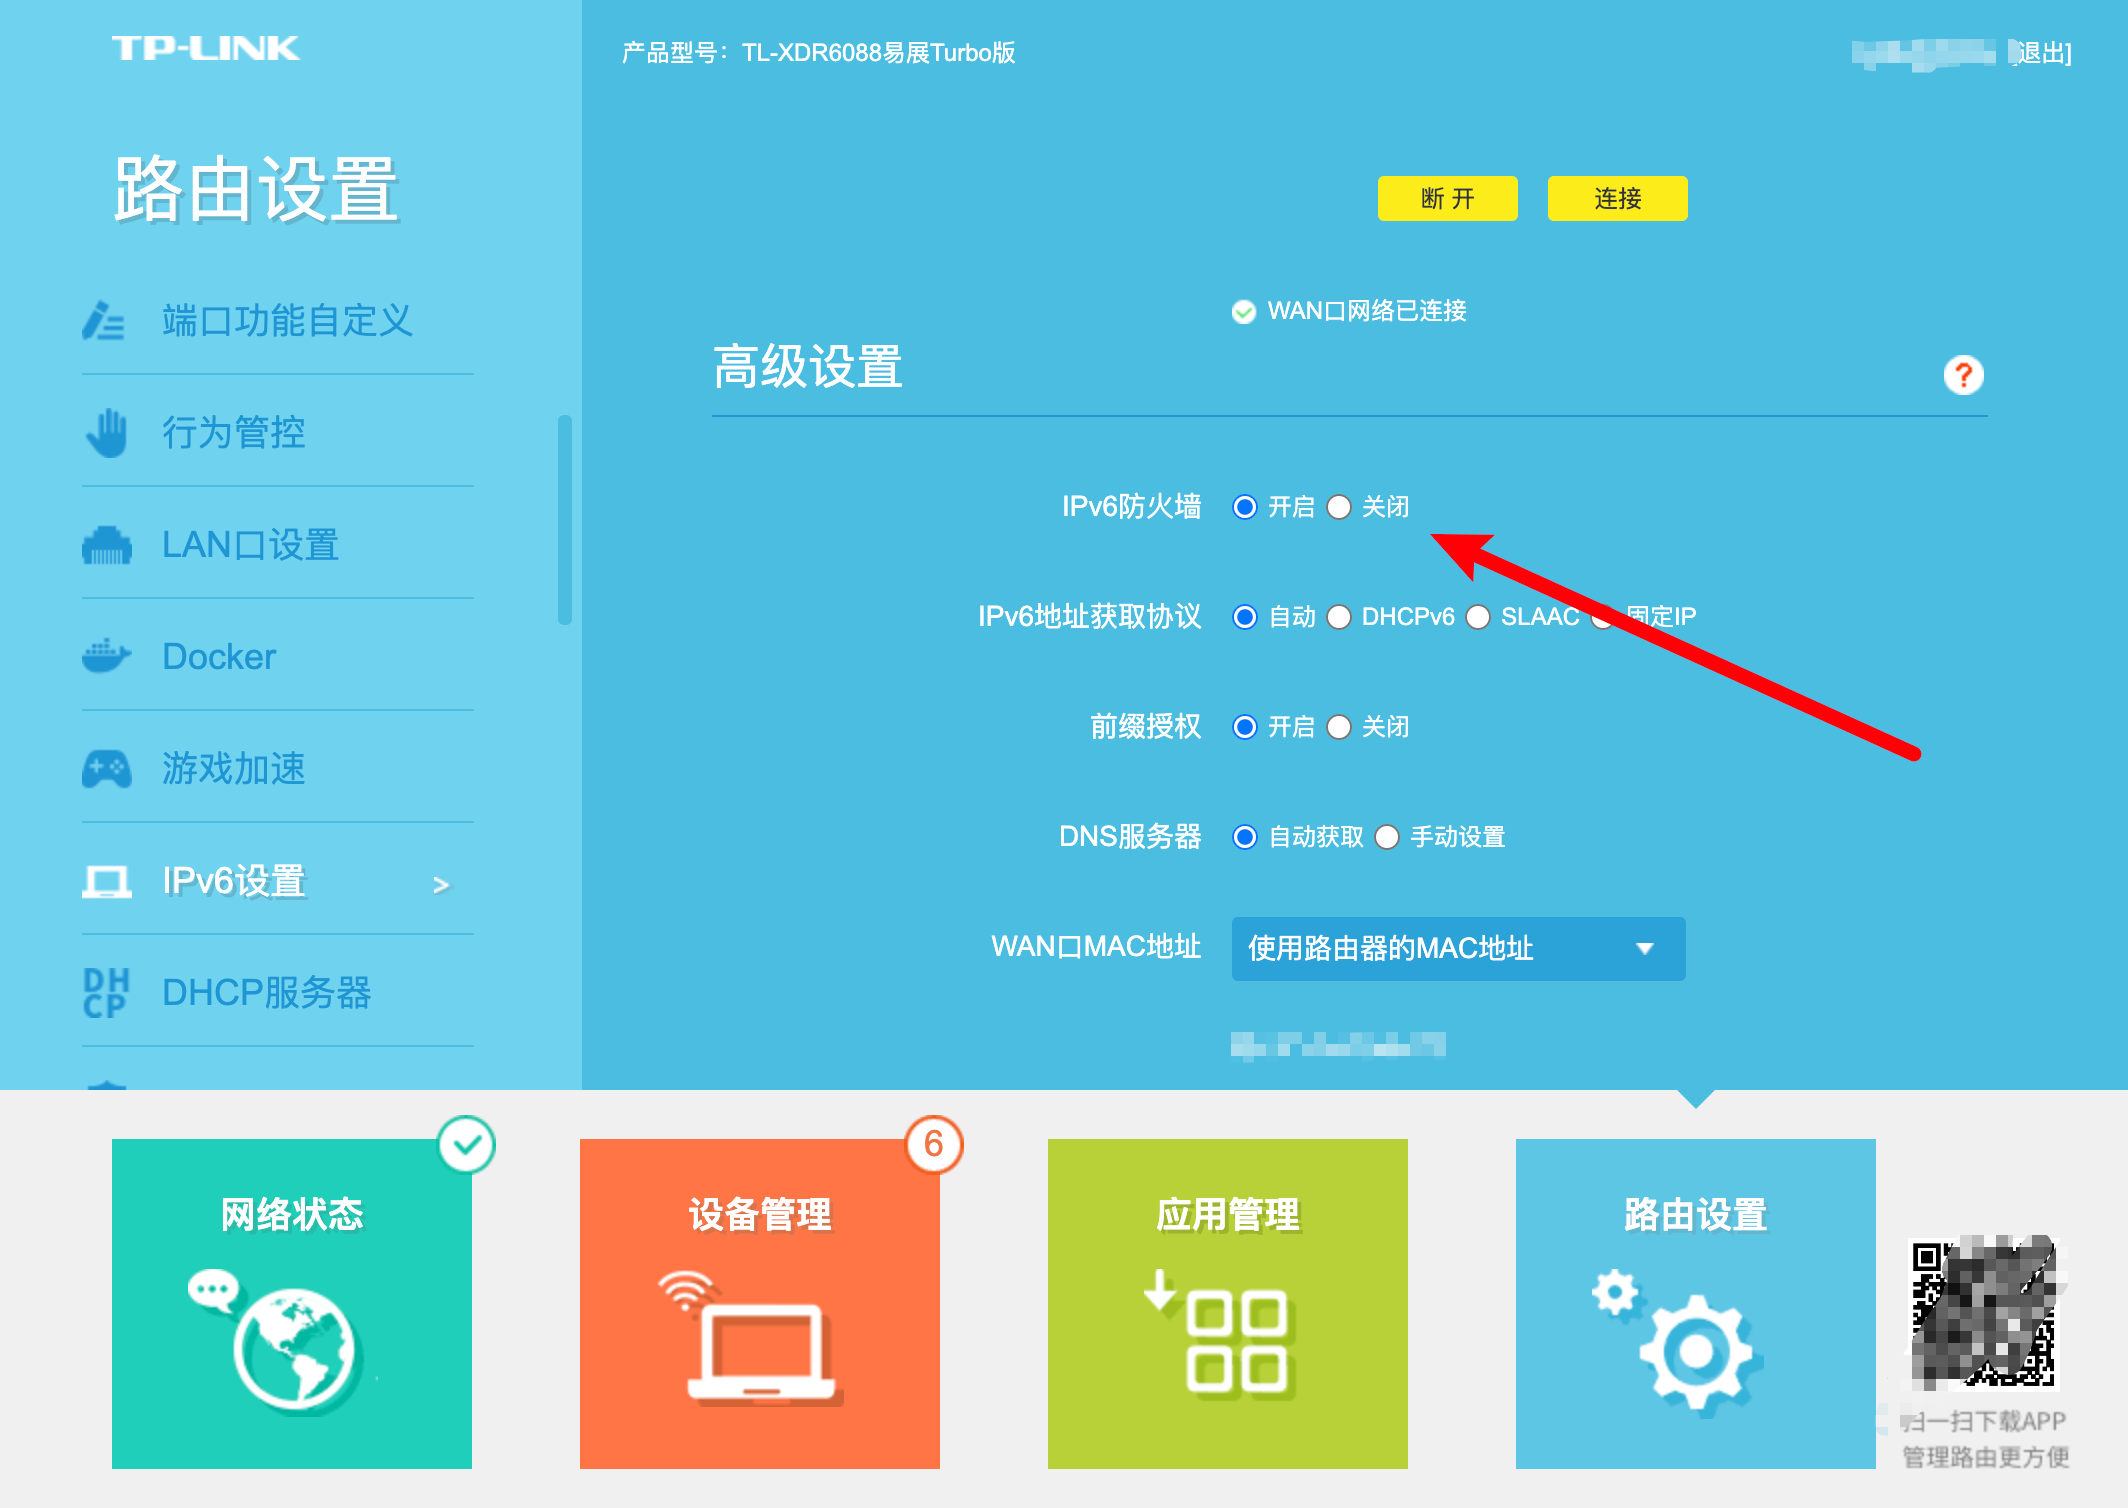 TP-LINK
产品型号：TL-XDR6088易展Turbo版
退出]
路由设置
端口功能自定义
行为管控
LAN口设置
Docker
游戏加速
IPv6设置 >
DHCP服务器
断开 连接
WAN口网络已连接
高级设置 ?
IPv6防火墙 开启 关闭
IPv6地址获取协议 自动 DHCPv6 SLAAC 固定IP
前缀授权 开启 关闭
DNS服务器 自动获取 手动设置
WAN口MAC地址 使用路由器的MAC地址
网络状态
设备管理 6
应用管理
路由设置
扫一扫下载APP
管理路由更方便